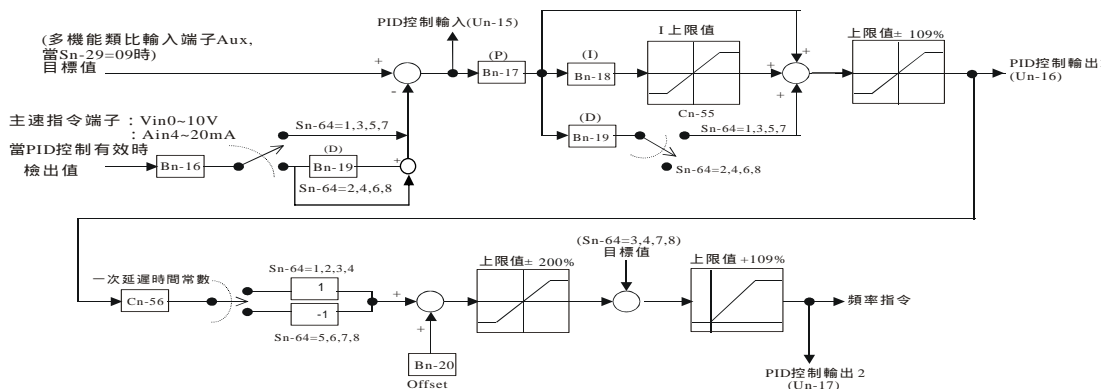 (多機能類比輸入端子Aux,
當Sn-29=09時)
目標值
PID控制輸入(Un-15)
+
-
(P)
Bn-17
(I)
Bn-18
I 上限值
Cn-55
(D)
Bn-19
Sn-64=1,3,5,7
Sn-64=2,4,6,8
+
+
+
上限值± 109%
PID控制輸出
(Un-16)
主速指令端子：Vin0~10V
：Ain4~20mA
當PID控制有效時
檢出值
Bn-16
Sn-64=1,3,5,7
(D)
Bn-19
+
+
Sn-64=2,4,6,8
一次延遲時間常數
Cn-56
Sn-64=1,2,3,4
1
-1
Sn-64=5,6,7,8
+
+
Bn-20
Offset
上限值± 200%
(Sn-64=3,4,7,8)
目標值
上限值 +109%
頻率指令
PID控制輸出 2
(Un-17)